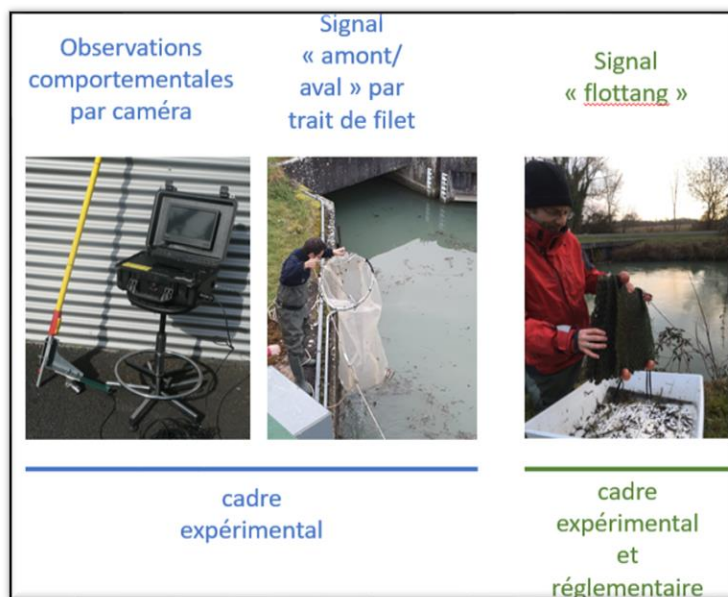 Observations
comportementales
par caméra
Signal
« amont/
aval » par
trait de filet
Signal
« flottang »
cadre
expérimental
cadre
expérimental
et
réglementaire